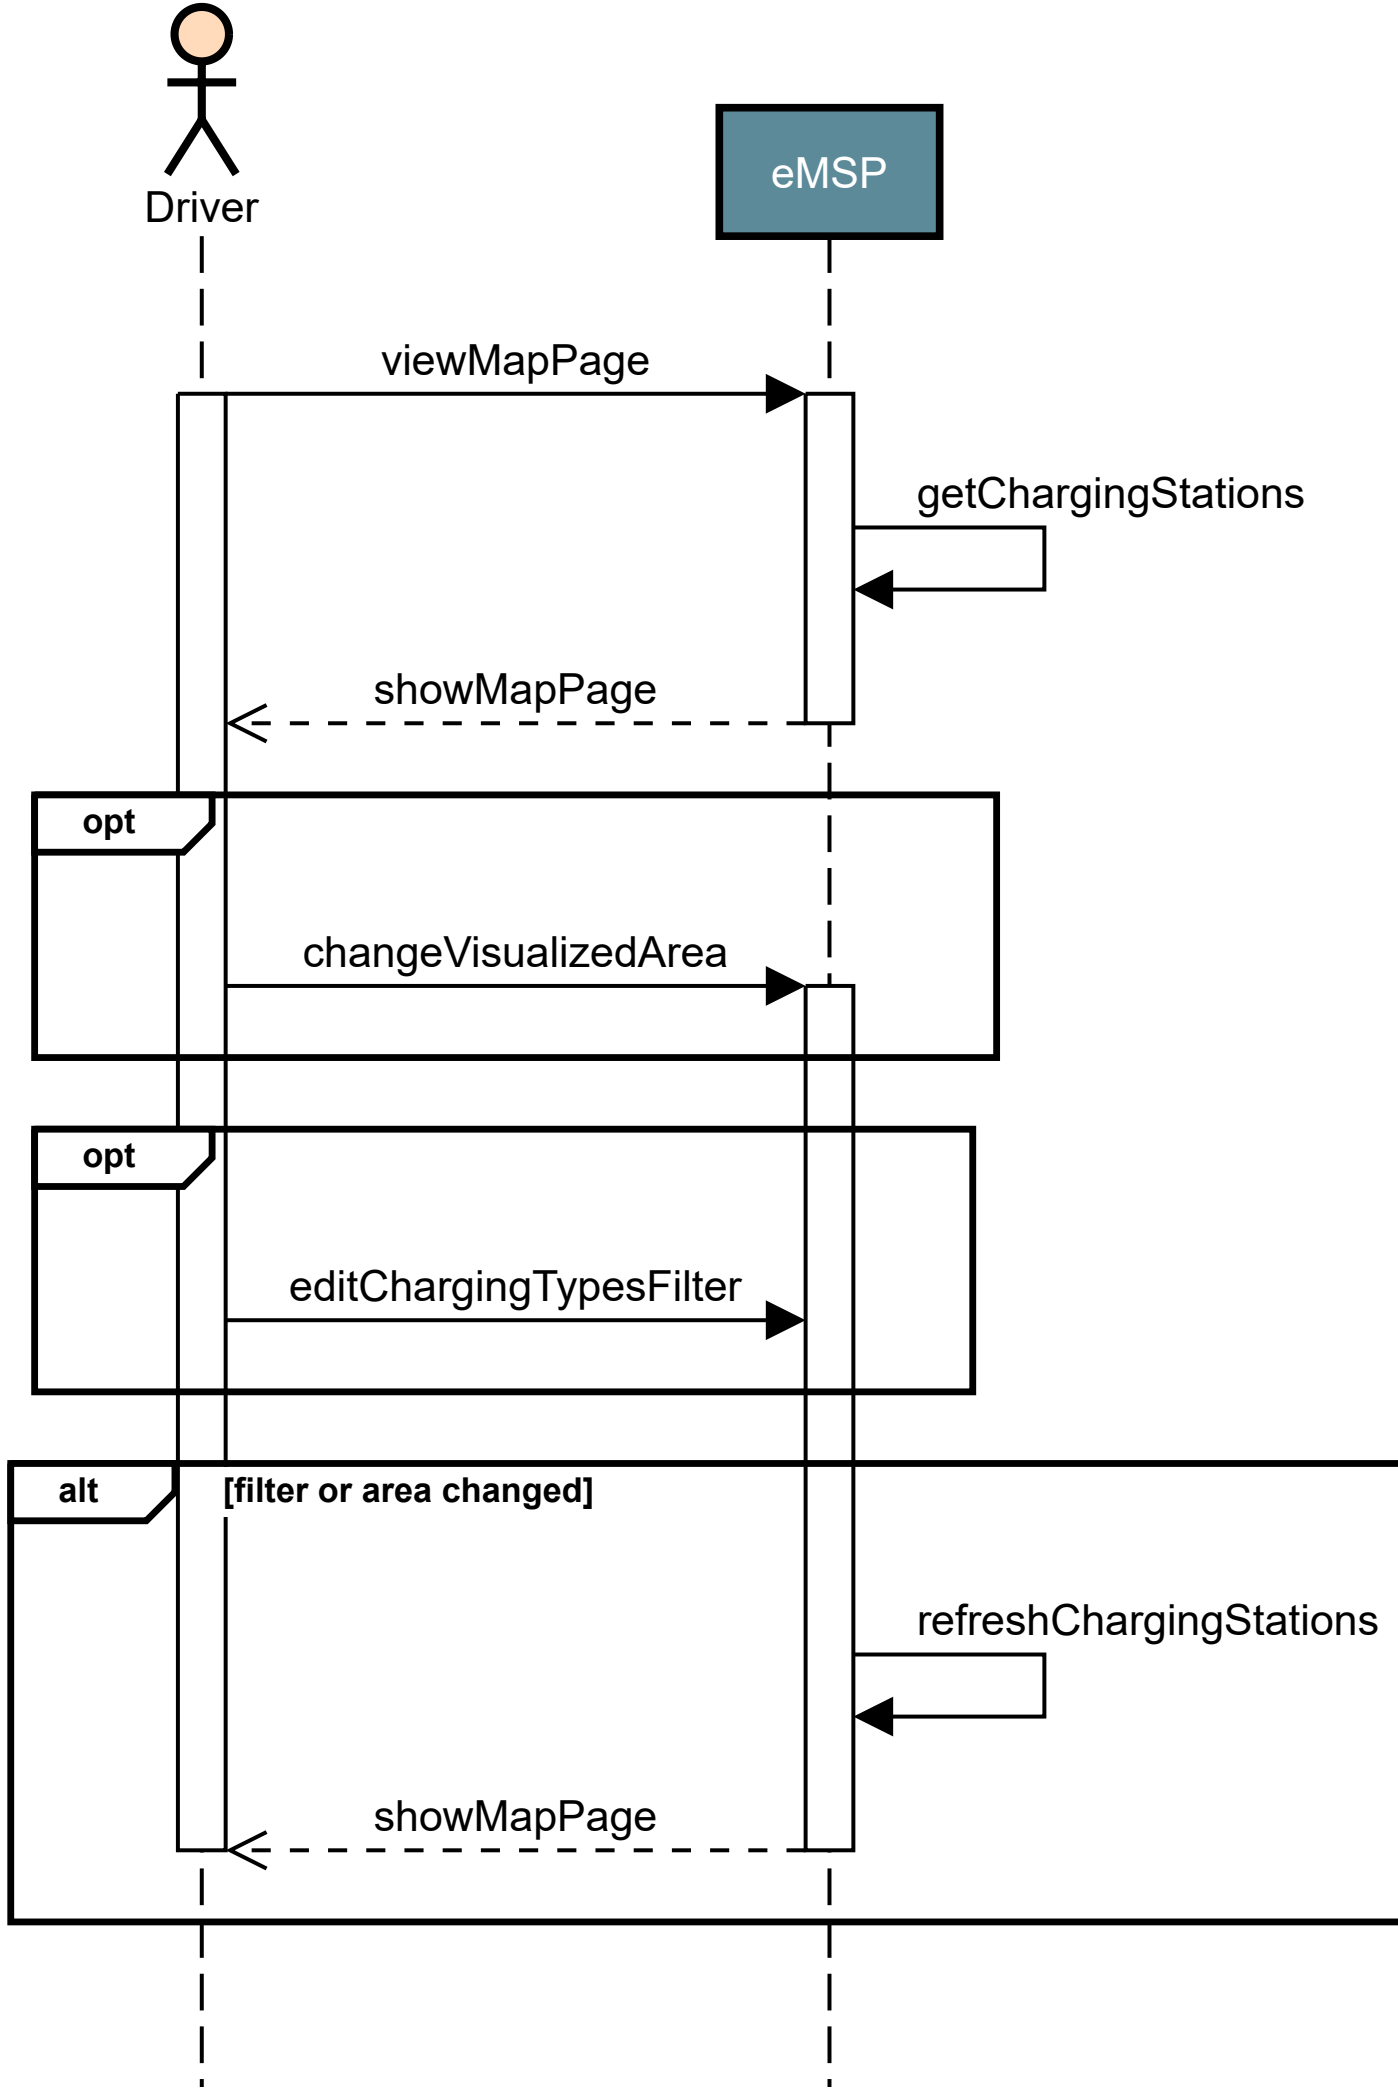 Driver
eMSP
viewMapPage
getChargingStations
showMapPage
opt
changeVisualizedArea
opt
editChargingTypesFilter
alt
[filter or area changed]
refreshChargingStations
showMapPage